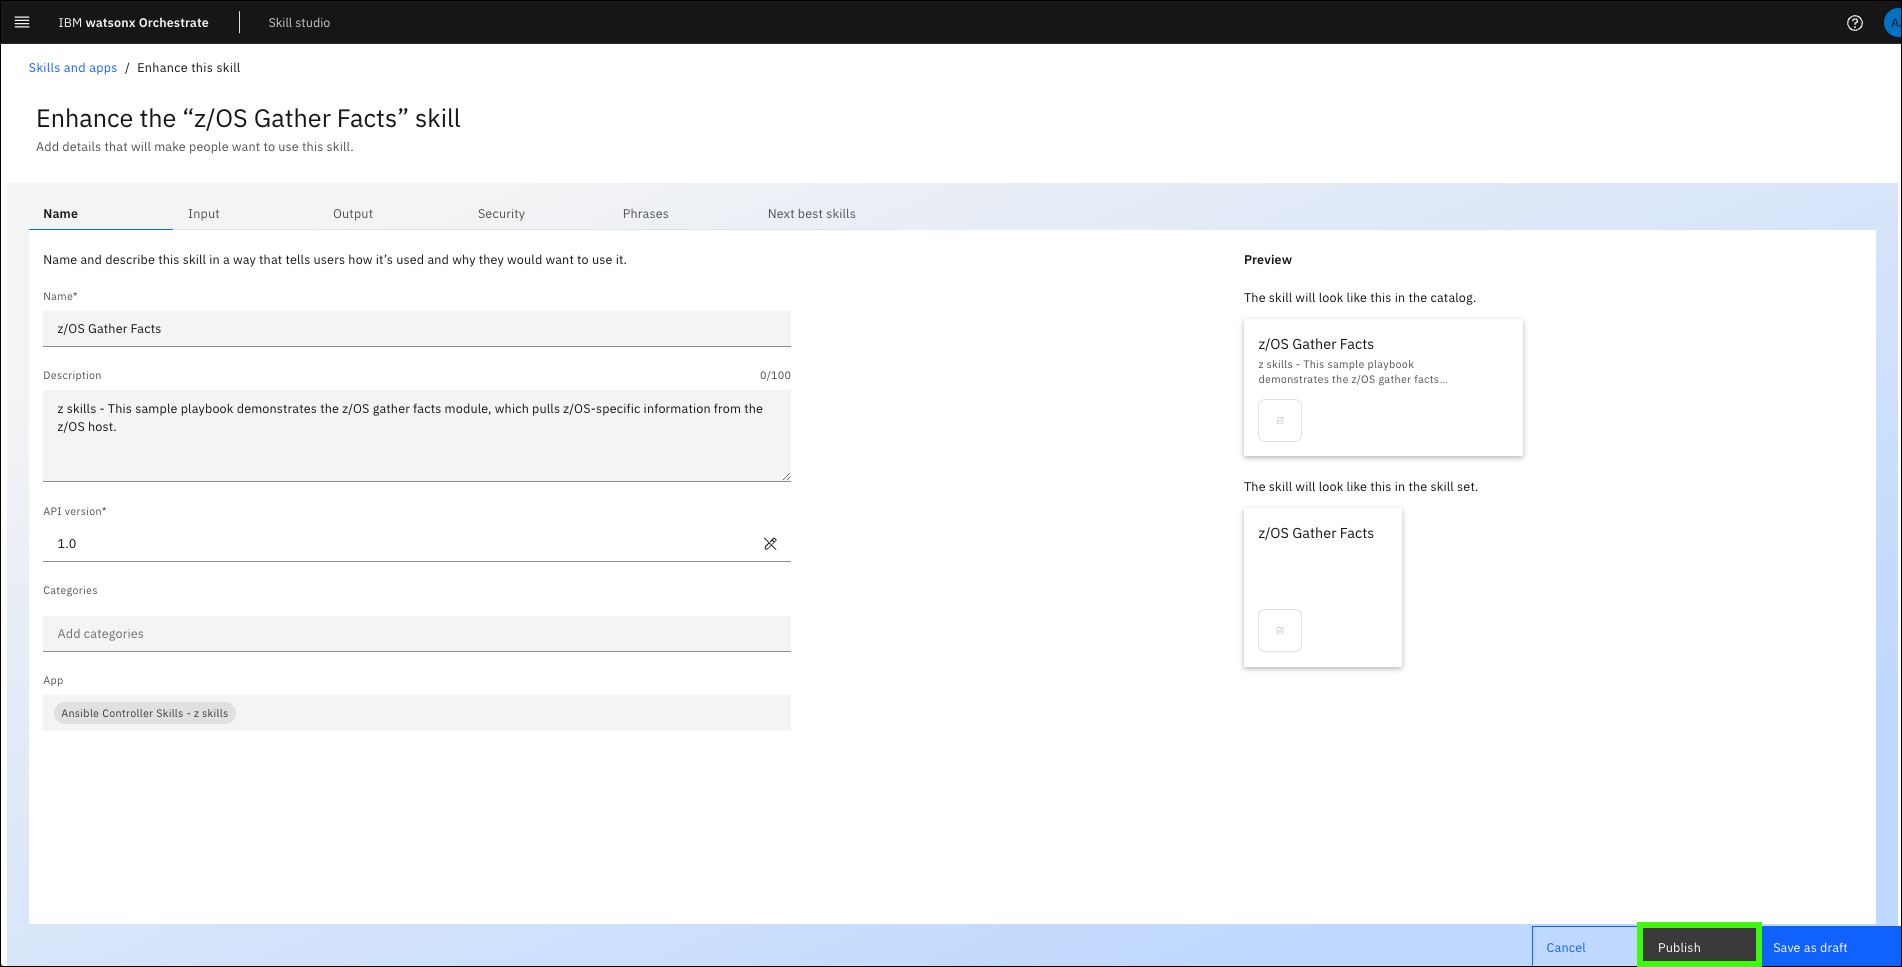 IBM watsonx Orchestrate
Skill studio
Skills and apps / Enhance this skill
Enhance the “z/OS Gather Facts” skill
Add details that will make people want to use this skill.
Name
Input
Output
Security
Phrases
Next best skills
Name and describe this skill in a way that tells users how it’s used and why they would want to use it.
Name*
z/OS Gather Facts
Description
0/100
z skills - This sample playbook demonstrates the z/OS gather facts module, which pulls z/OS-specific information from the
z/OS host.
API version*
1.0
Categories
Add categories
App
Ansible Controller Skills - z skills
Preview
The skill will look like this in the catalog.
z/OS Gather Facts
z skills - This sample playbook
demonstrates the z/OS gather facts...
The skill will look like this in the skill set.
z/OS Gather Facts
Cancel
Publish
Save as draft